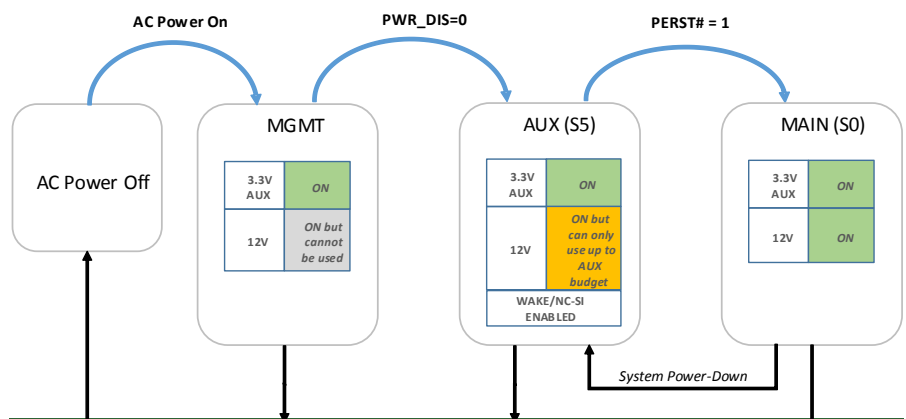 AC Power On
PWR_DIS=0
PERST# = 1
AC Power Off
MGMT
3.3V
AUX
ON
12V
ON but
cannot
be used
AUX (S5)
3.3V
AUX
ON
12V
ON but
can only
use up to
AUX
budget
WAKE/NC-SI
ENABLED
MAIN (S0)
3.3V
AUX
ON
12V
ON
System Power-Down